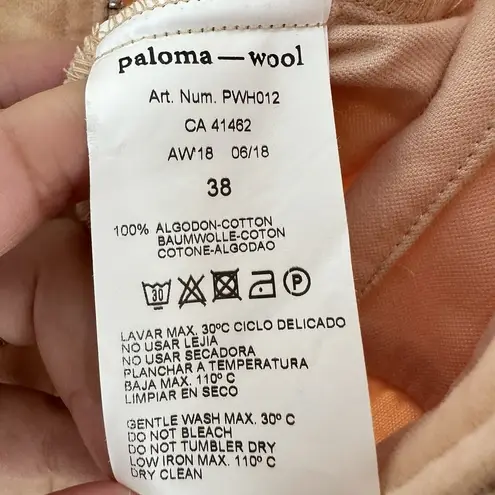 paloma — wool
Art. Num. PWH012
CA 41462
AW'18 06/18
38
100% ALGODON-COTTON
BAUMWOLLE-COTON
COTONE-ALGODAO
30 P
LAVAR MAX. 30ºC CICLO DELICADO
NO USAR LEJIA
NO USAR SECADORA
PLANCHAR A TEMPERATURA
BAJA MAX. 110º C
LIMPIAR EN SECO
GENTLE WASH MAX. 30º C
DO NOT BLEACH
DO NOT TUMBLER DRY
LOW IRON MAX. 110º C
DRY CLEAN